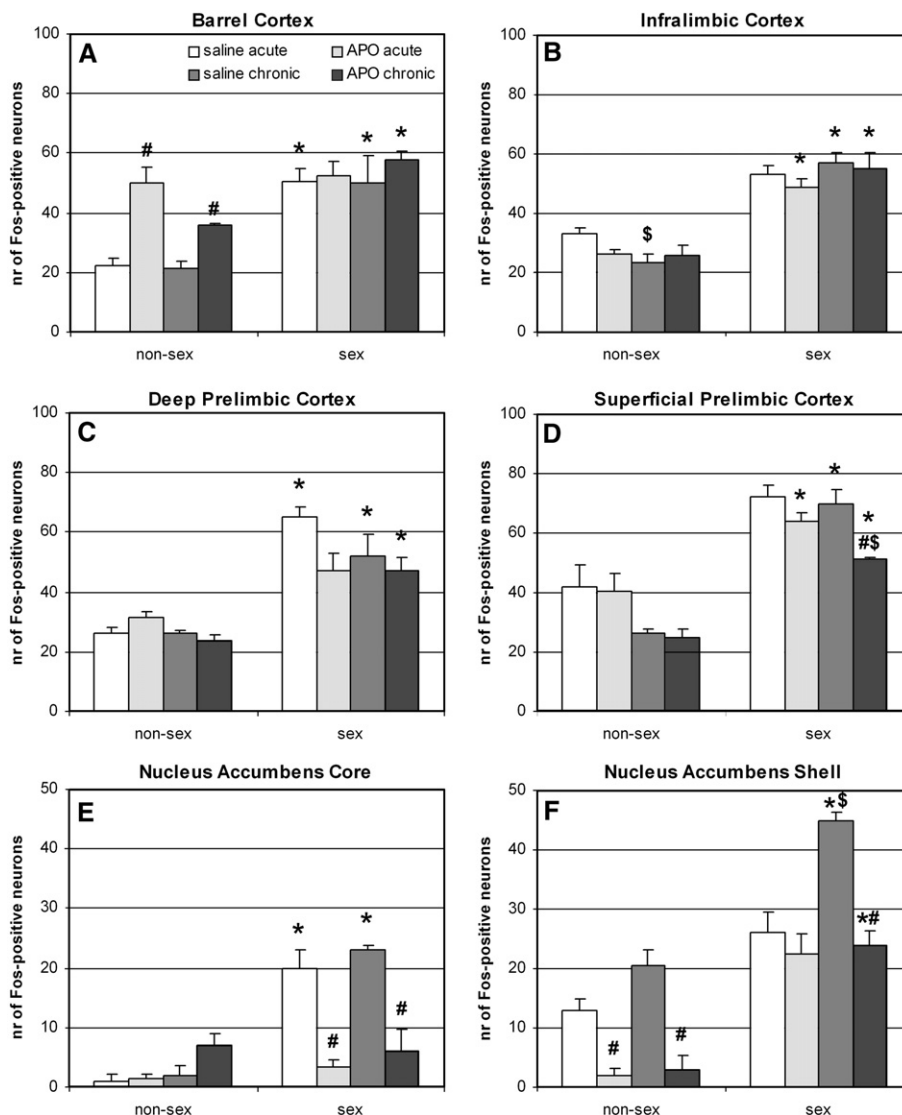 Barrel Cortex
A
saline acute
APO acute
saline chronic
APO chronic
nr of Fos-positive neurons
100
80
60
40
20
0
#
#
*
*
*
non-sex
sex
Infralimbic Cortex
B
nr of Fos-positive neurons
100
80
60
40
20
0
$
*
*
*
non-sex
sex
Deep Prelimbic Cortex
C
nr of Fos-positive neurons
100
80
60
40
20
0
*
*
*
non-sex
sex
Superficial Prelimbic Cortex
D
nr of Fos-positive neurons
100
80
60
40
20
0
*
*
*
#$
non-sex
sex
Nucleus Accumbens Core
E
nr of Fos-positive neurons
50
40
30
20
10
0
*
#
*
#
non-sex
sex
Nucleus Accumbens Shell
F
nr of Fos-positive neurons
50
40
30
20
10
0
#
#
*$
*#
non-sex
sex